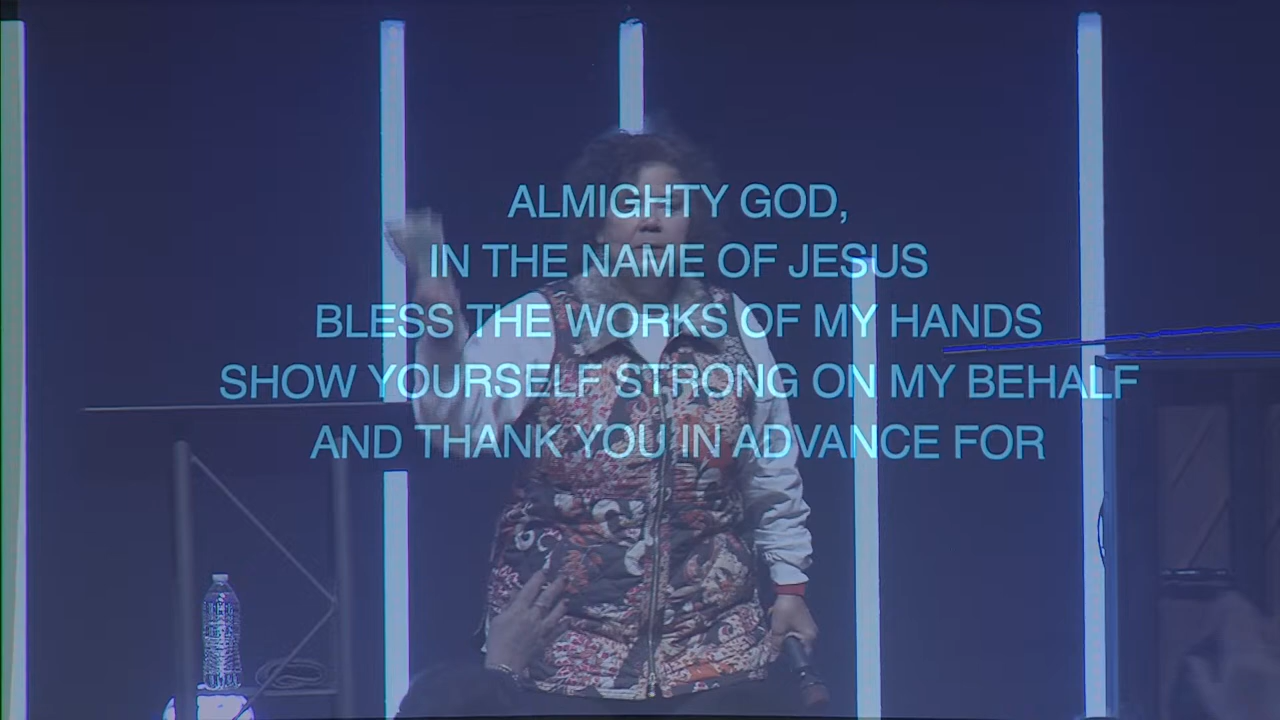 ALMIGHTY GOD,
IN THE NAME OF JESUS
BLESS THE WORKS OF MY HANDS
SHOW YOURSELF STRONG ON MY BEHALF
AND THANK YOU IN ADVANCE FOR